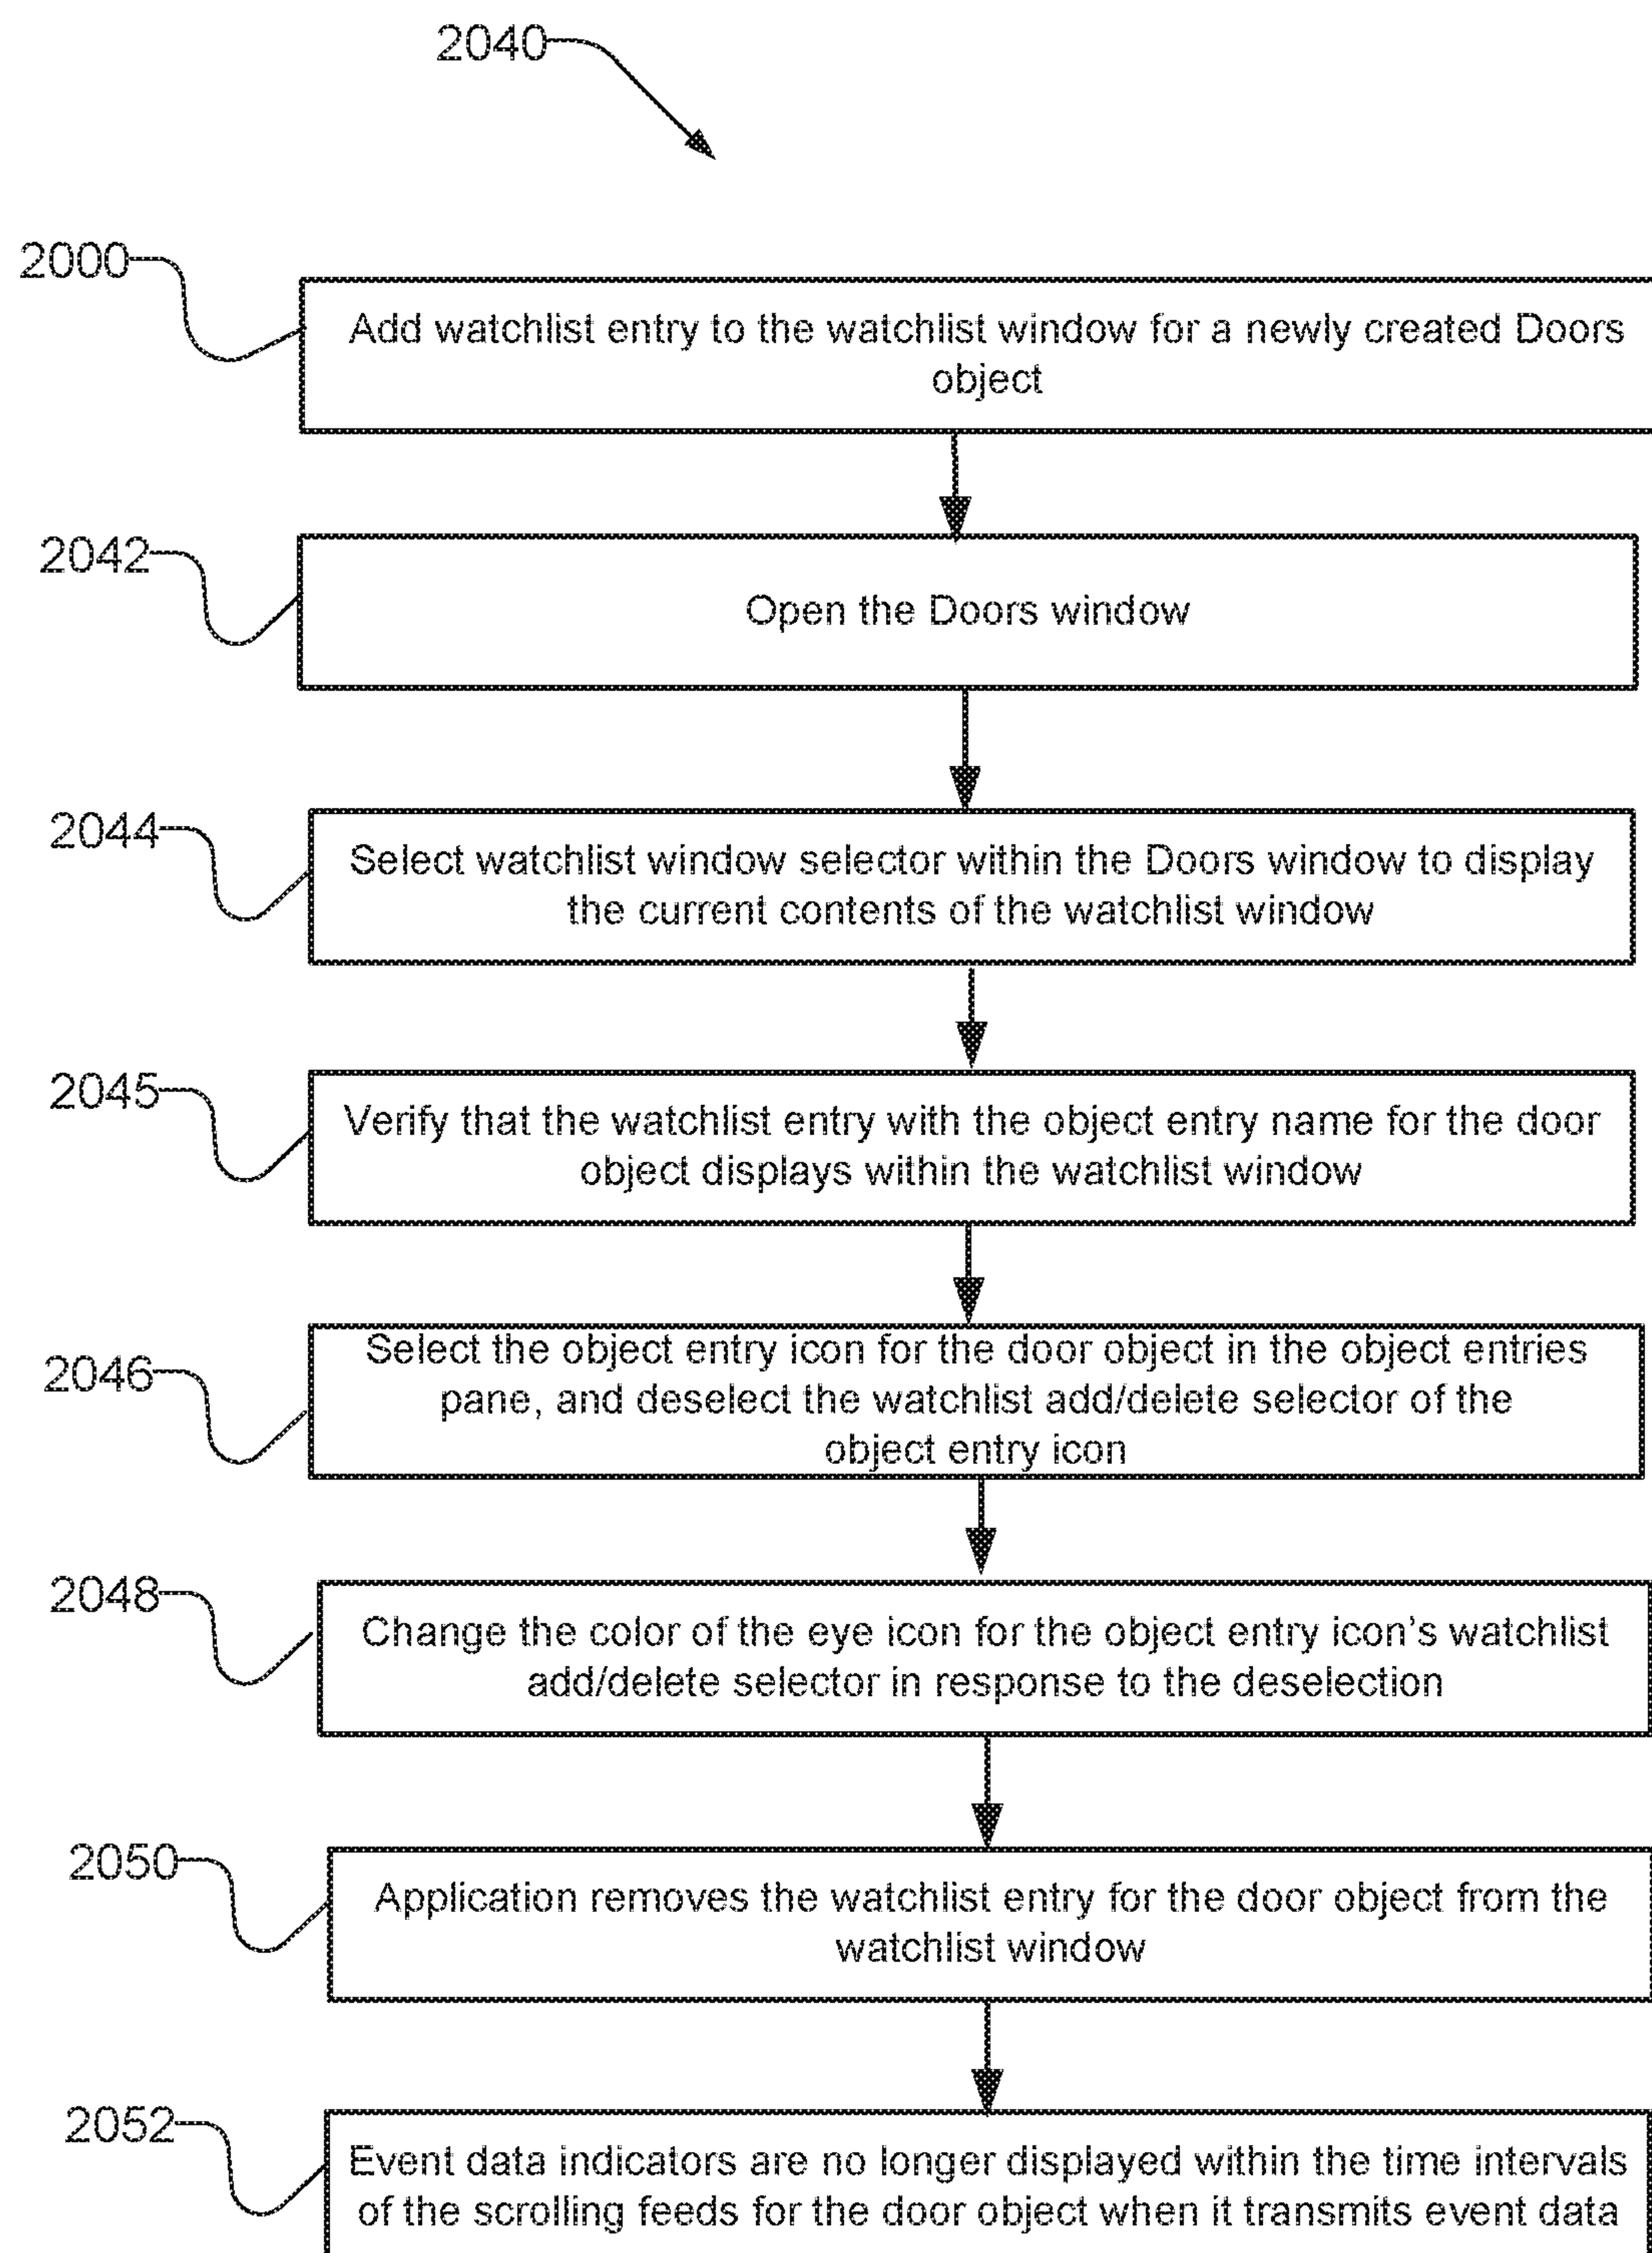 2040
2000
Add watchlist entry to the watchlist window for a newly created Doors
object
2042
Open the Doors window
2044
Select watchlist window selector within the Doors window to display
the current contents of the watchlist window
2045
Verify that the watchlist entry with the object entry name for the door
object displays within the watchlist window
2046
Select the object entry icon for the door object in the object entries
pane, and deselect the watchlist add/delete selector of the
object entry icon
2048
Change the color of the eye icon for the object entry icon's watchlist
add/delete selector in response to the deselection
2050
Application removes the watchlist entry for the door object from the
watchlist window
2052
Event data indicators are no longer displayed within the time intervals
of the scrolling feeds for the door object when it transmits event data